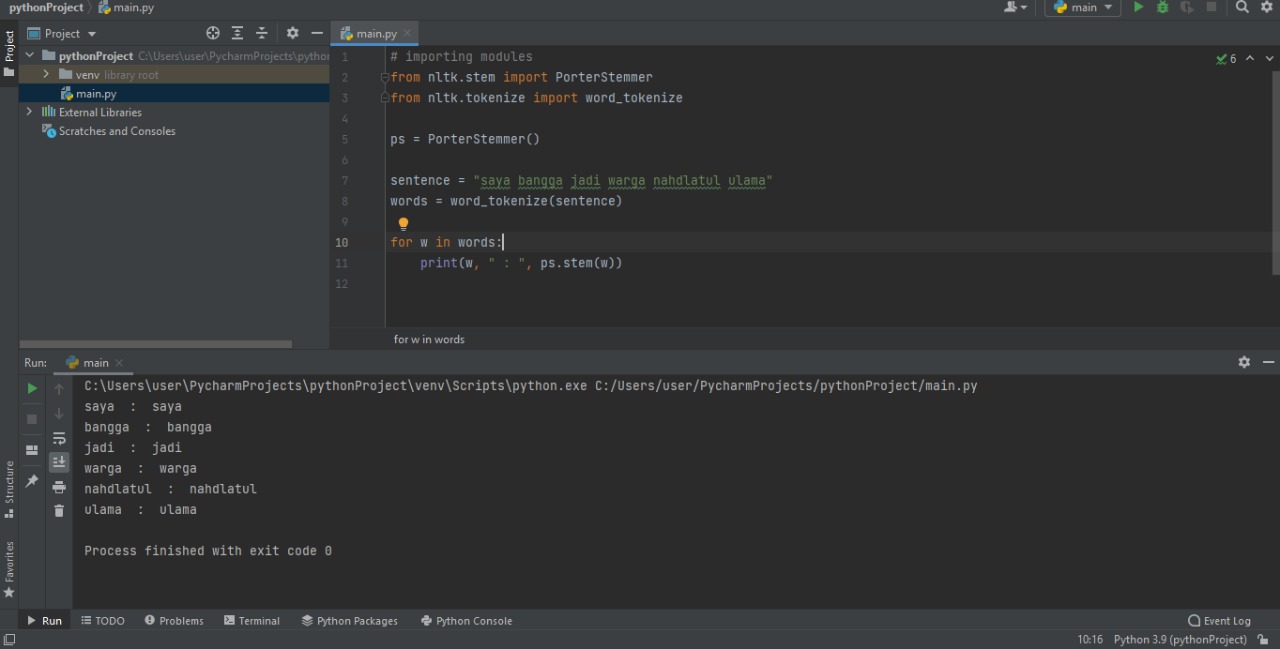 pythonProject main.py
main
Project
Project
main.py
pythonProject C:\Users\user\PycharmProjects\python
venv library root
main.py
External Libraries
Scratches and Consoles
6
1 # importing modules
2 from nltk.stem import PorterStemmer
3 from nltk.tokenize import word_tokenize
4
5 ps = PorterStemmer()
6
7 sentence = "saya bangga jadi warga nahdlatul ulama"
8 words = word_tokenize(sentence)
9
10 for w in words:
11     print(w, " : ", ps.stem(w))
12
for w in words
Run: main
C:\Users\user\PycharmProjects\pythonProject\venv\Scripts\python.exe C:/Users/user/PycharmProjects/pythonProject/main.py
saya  :  saya
bangga  :  bangga
jadi  :  jadi
warga  :  warga
nahdlatul  :  nahdlatul
ulama  :  ulama
Process finished with exit code 0
Structure
Favorites
Run TODO Problems Terminal Python Packages Python Console Event Log
10:16 Python 3.9 (pythonProject)